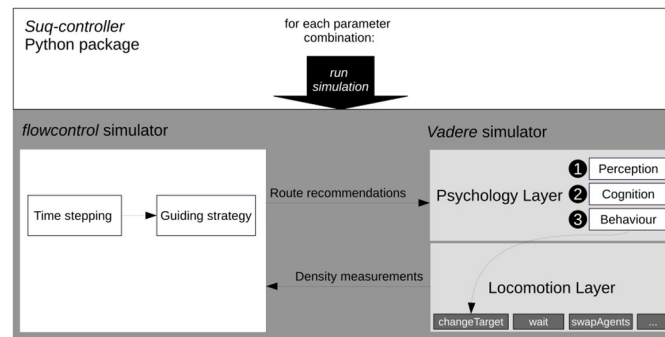 Suq-controller
Python package
for each parameter
combination:
run
simulation
flowcontrol simulator
Vadere simulator
Time stepping
Guiding strategy
Route recommendations
Density measurements
Psychology Layer
1 Perception
2 Cognition
3 Behaviour
Locomotion Layer
changeTarget wait swapAgents ...